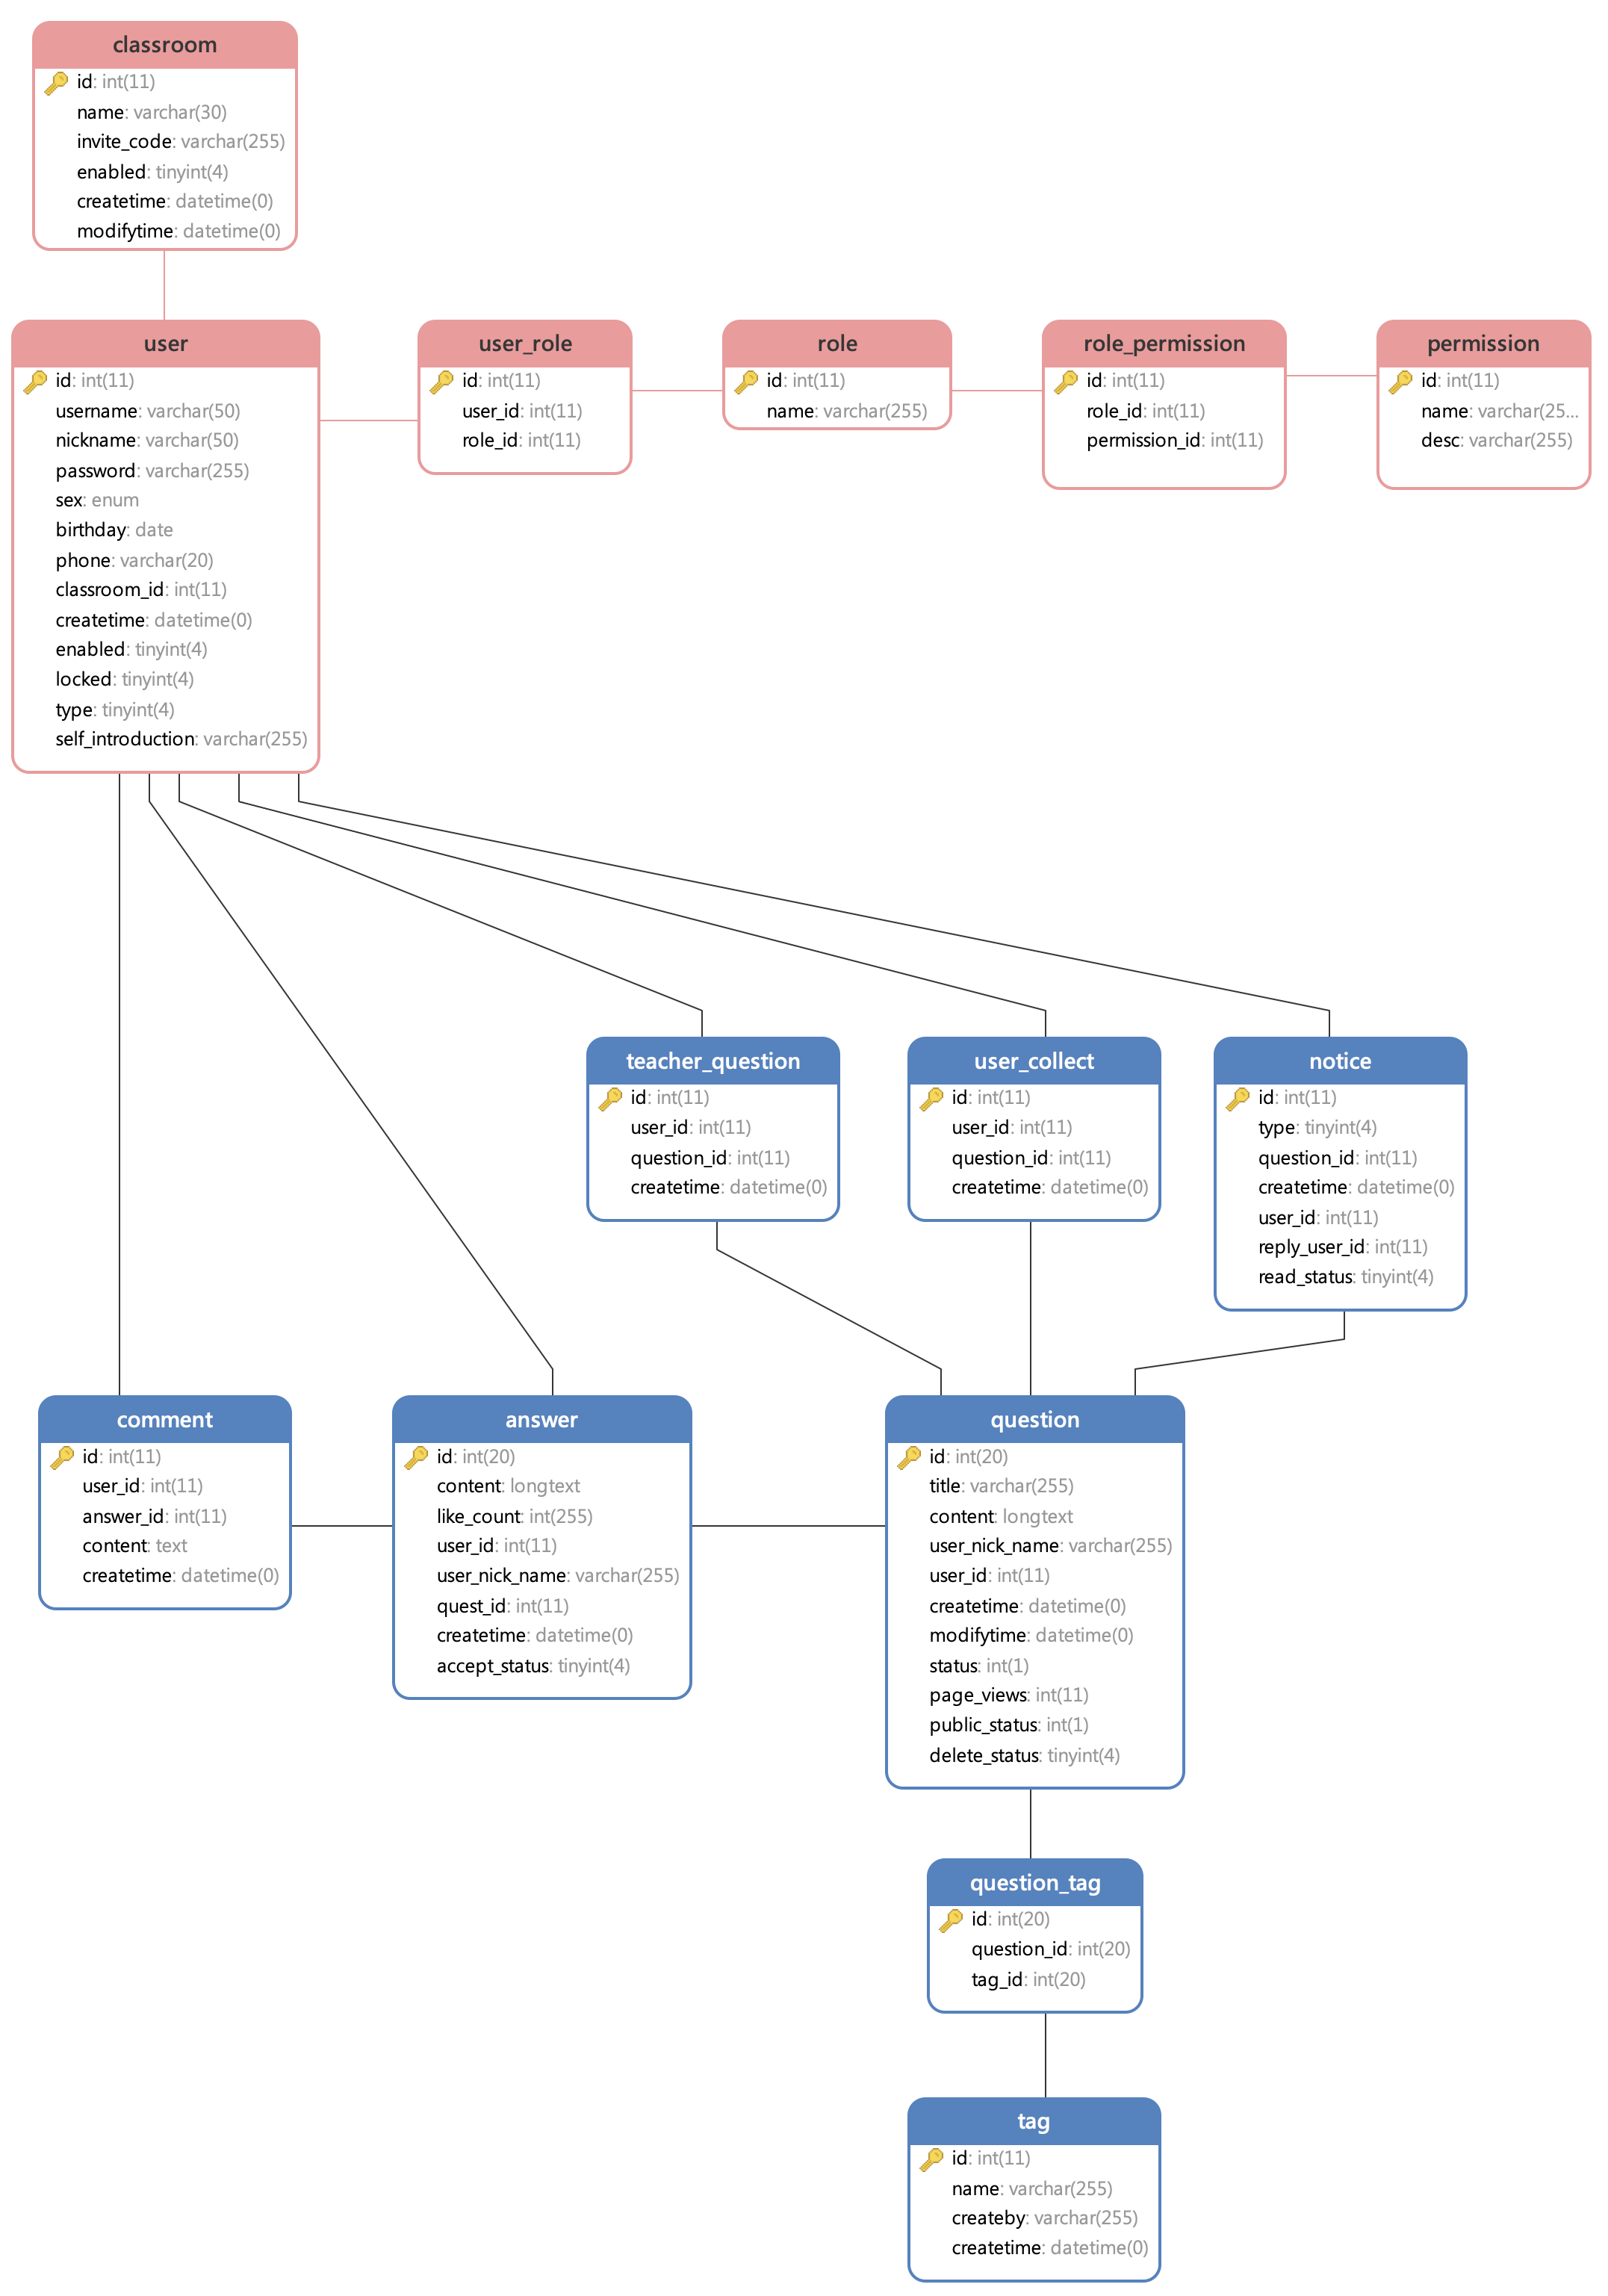 classroom
id: int(11)
name: varchar(30)
invite_code: varchar(255)
enabled: tinyint(4)
createtime: datetime(0)
modifytime: datetime(0)
user
id: int(11)
username: varchar(50)
nickname: varchar(50)
password: varchar(255)
sex: enum
birthday: date
phone: varchar(20)
classroom_id: int(11)
createtime: datetime(0)
enabled: tinyint(4)
locked: tinyint(4)
type: tinyint(4)
self_introduction: varchar(255)
user_role
id: int(11)
user_id: int(11)
role_id: int(11)
role
id: int(11)
name: varchar(255)
role_permission
id: int(11)
role_id: int(11)
permission_id: int(11)
permission
id: int(11)
name: varchar(25...
desc: varchar(255)
teacher_question
id: int(11)
user_id: int(11)
question_id: int(11)
createtime: datetime(0)
user_collect
id: int(11)
user_id: int(11)
question_id: int(11)
createtime: datetime(0)
notice
id: int(11)
type: tinyint(4)
question_id: int(11)
createtime: datetime(0)
user_id: int(11)
reply_user_id: int(11)
read_status: tinyint(4)
comment
id: int(11)
user_id: int(11)
answer_id: int(11)
content: text
createtime: datetime(0)
answer
id: int(20)
content: longtext
like_count: int(255)
user_id: int(11)
user_nick_name: varchar(255)
quest_id: int(11)
createtime: datetime(0)
accept_status: tinyint(4)
question
id: int(20)
title: varchar(255)
content: longtext
user_nick_name: varchar(255)
user_id: int(11)
createtime: datetime(0)
modifytime: datetime(0)
status: int(1)
page_views: int(11)
public_status: int(1)
delete_status: tinyint(4)
question_tag
id: int(20)
question_id: int(20)
tag_id: int(20)
tag
id: int(11)
name: varchar(255)
createby: varchar(255)
createtime: datetime(0)